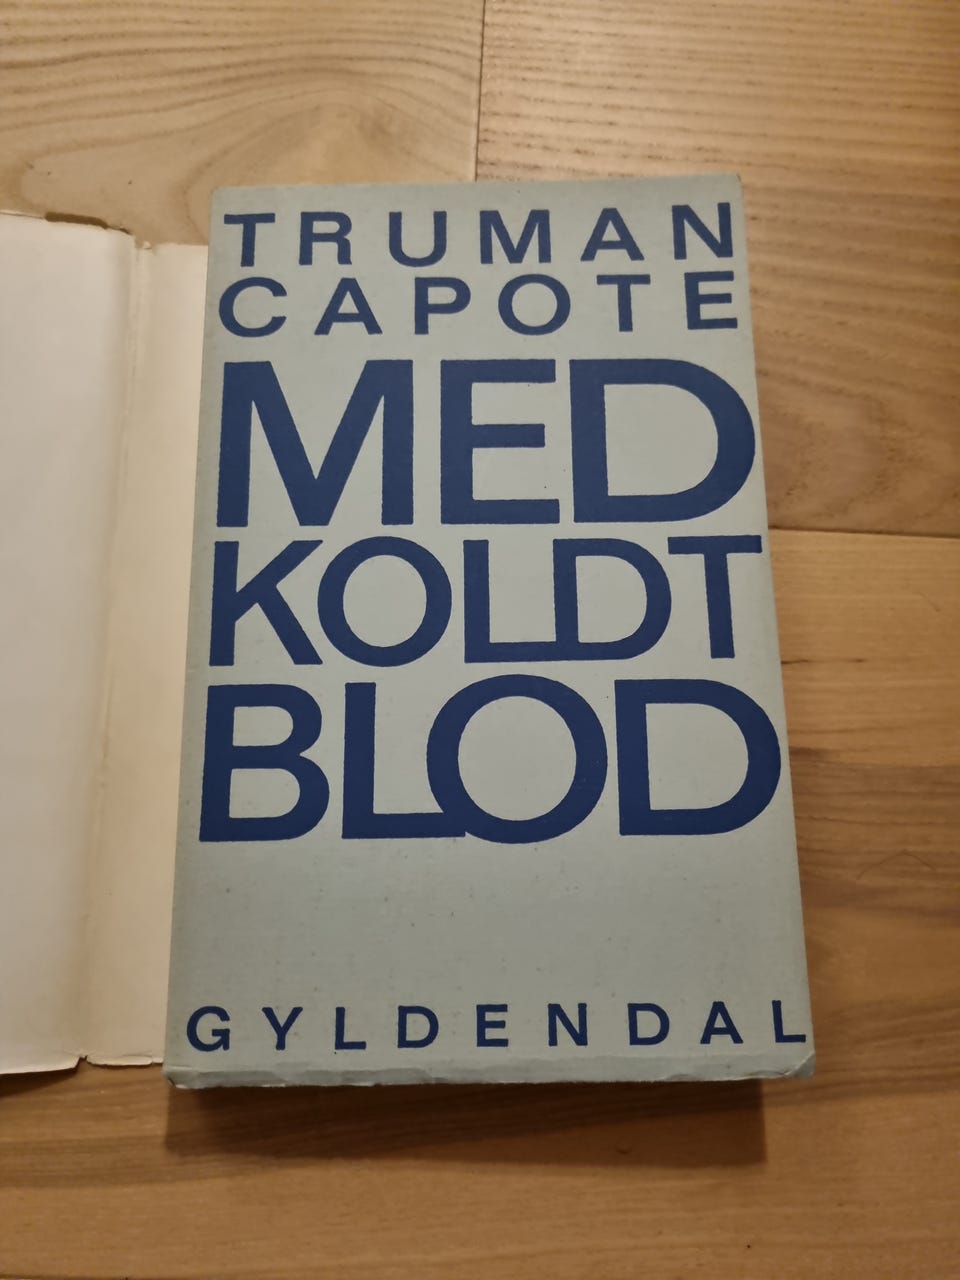 TRUMAN
CAPOTE
MED
KOLDT
BLOD
GYLDENDAL